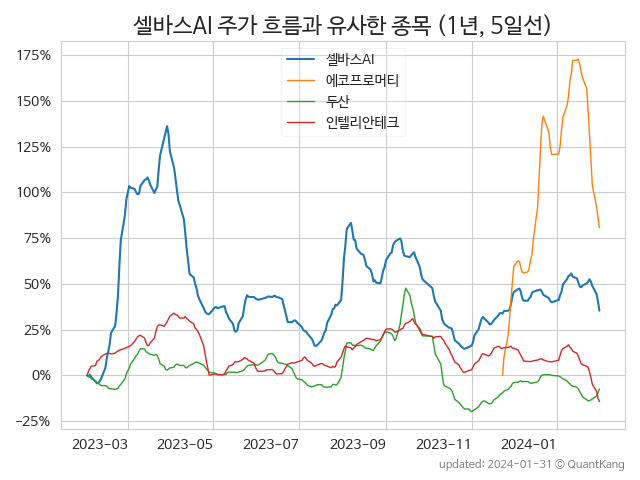 셀바스AI 주가 흐름과 유사한 종목 (1년, 5일선)
셀바스AI
에코프로머티
두산
인텔리안테크
175%
150%
125%
100%
75%
50%
25%
0%
−25%
2023-03 2023-05 2023-07 2023-09 2023-11 2024-01
updated: 2024-01-31 © QuantKang